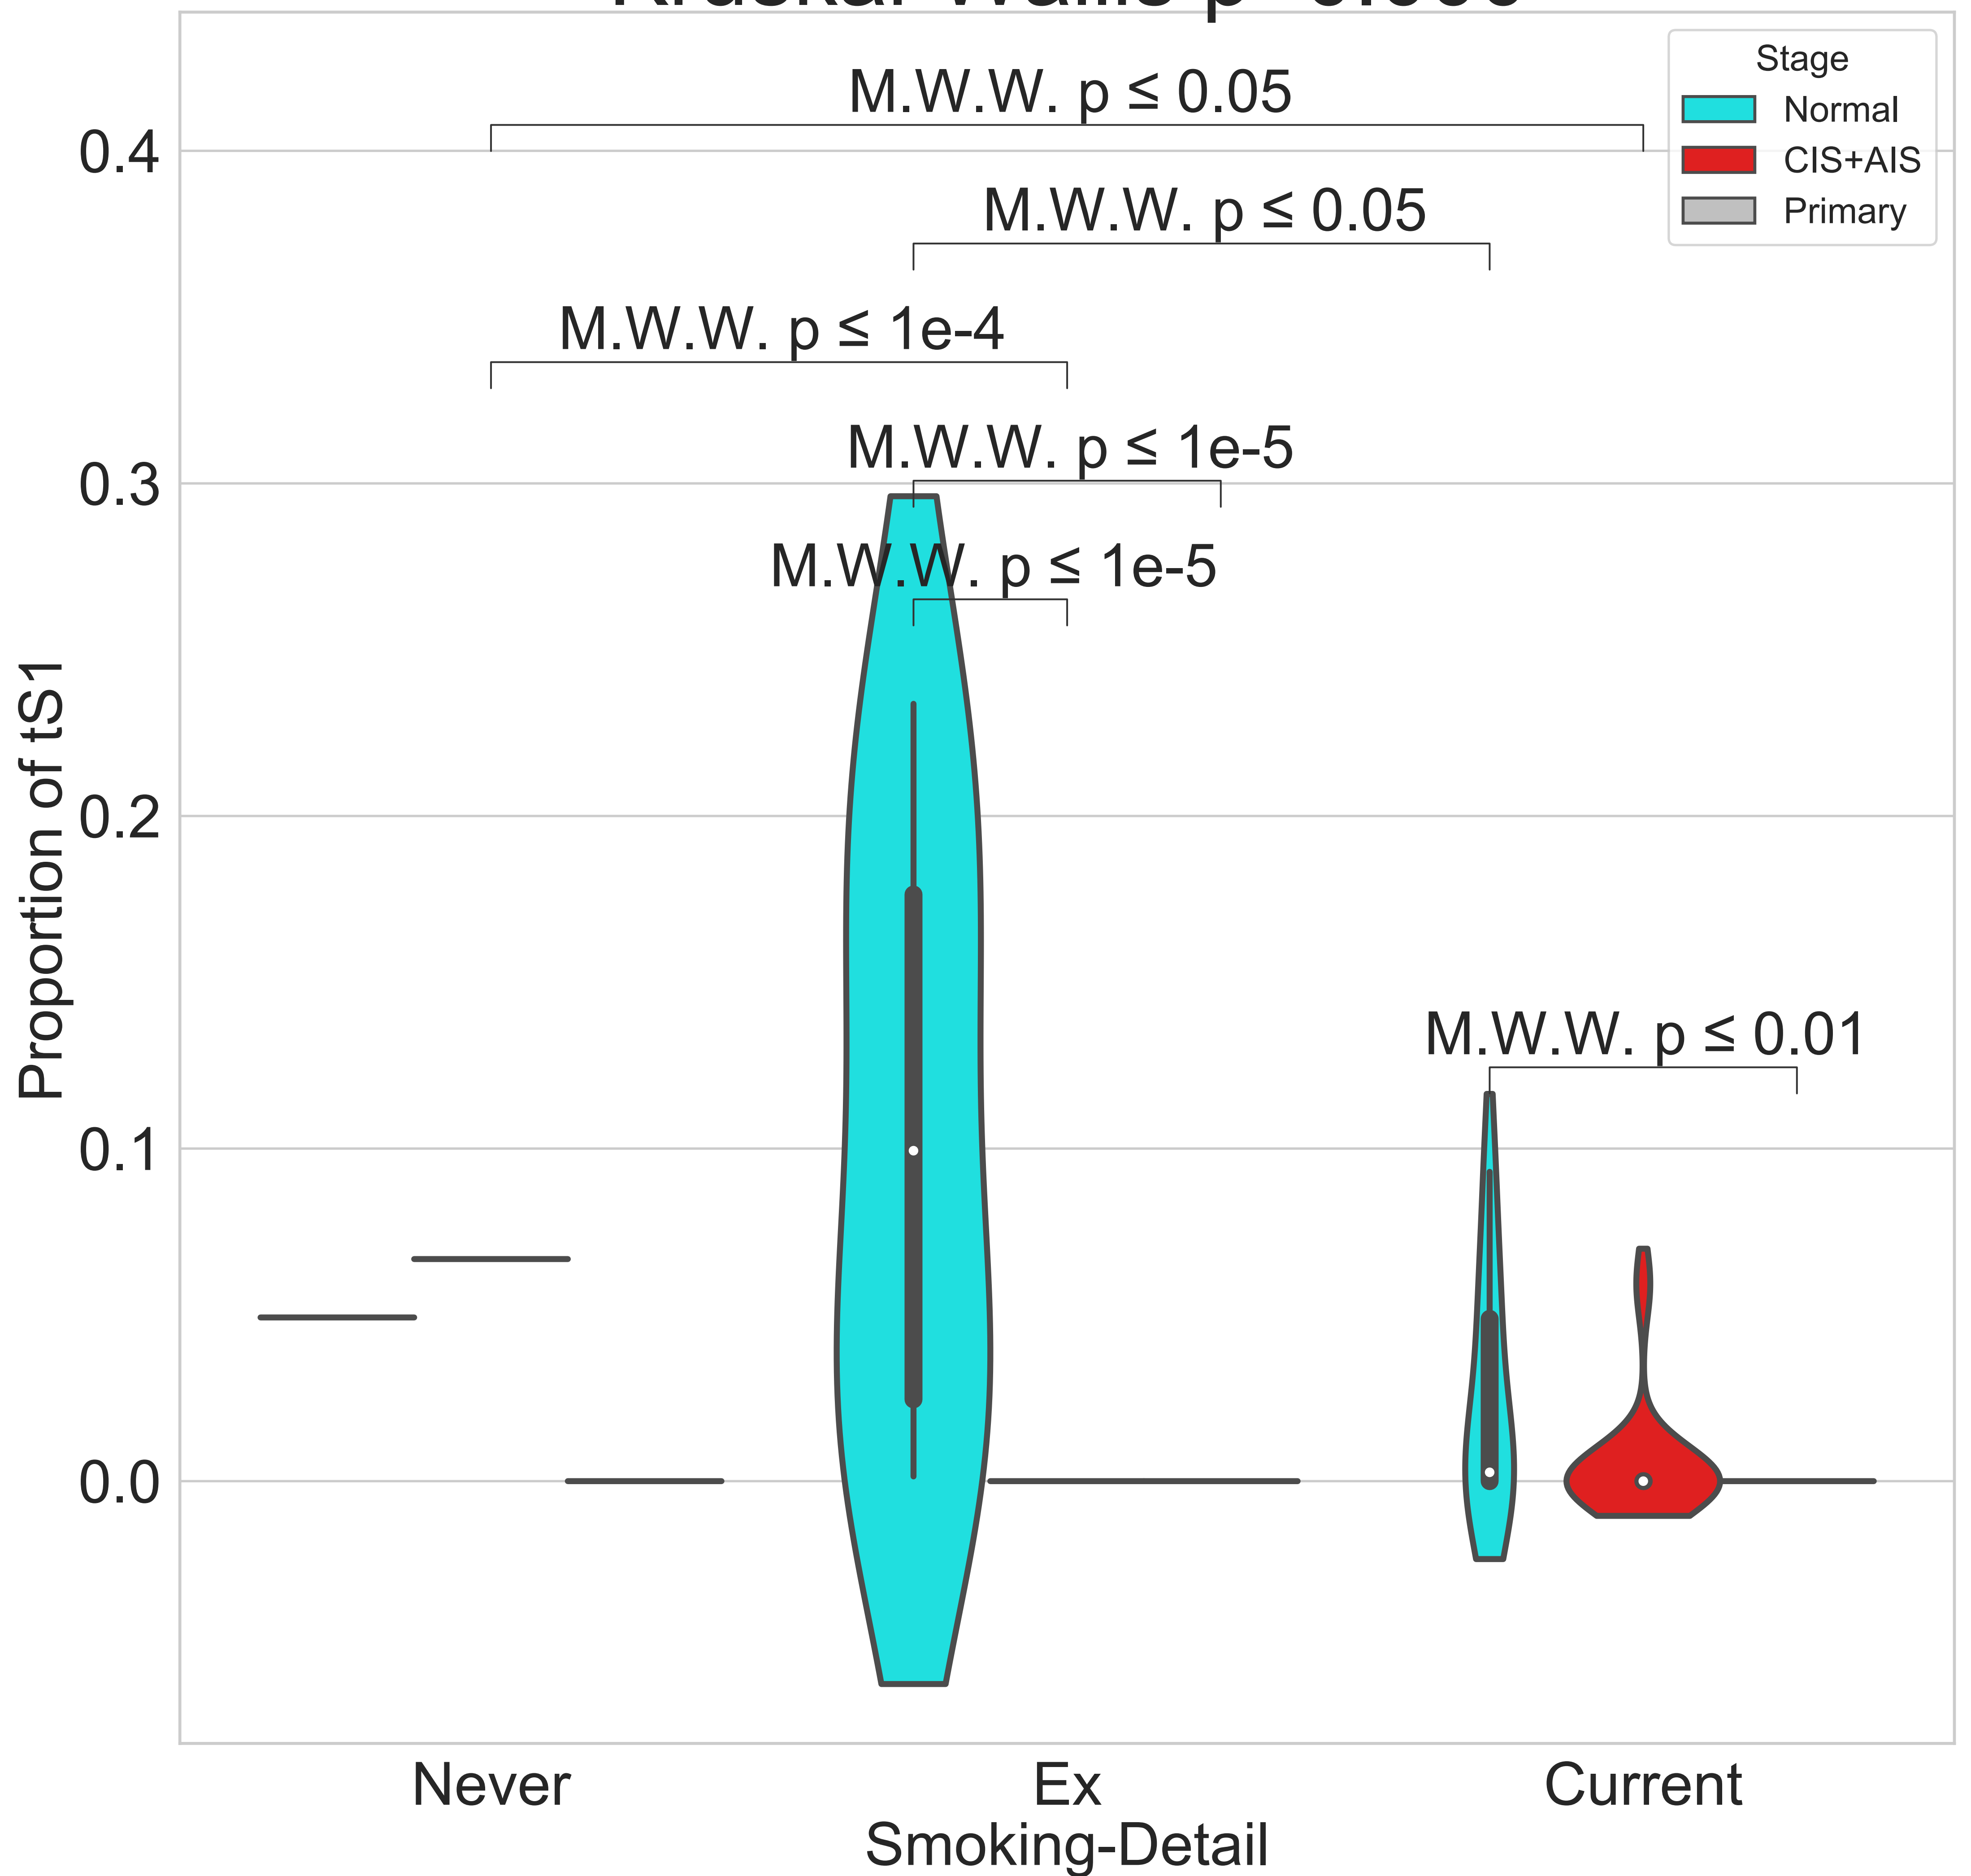 Stage
Normal
CIS+AIS
Primary
M.W.W. p ≤ 0.05
M.W.W. p ≤ 0.05
M.W.W. p ≤ 1e-4
M.W.W. p ≤ 1e-5
M.W.W. p ≤ 1e-5
M.W.W. p ≤ 0.01
0.4
0.3
0.2
0.1
0.0
Proportion of tS1
Never
Ex
Current
Smoking-Detail